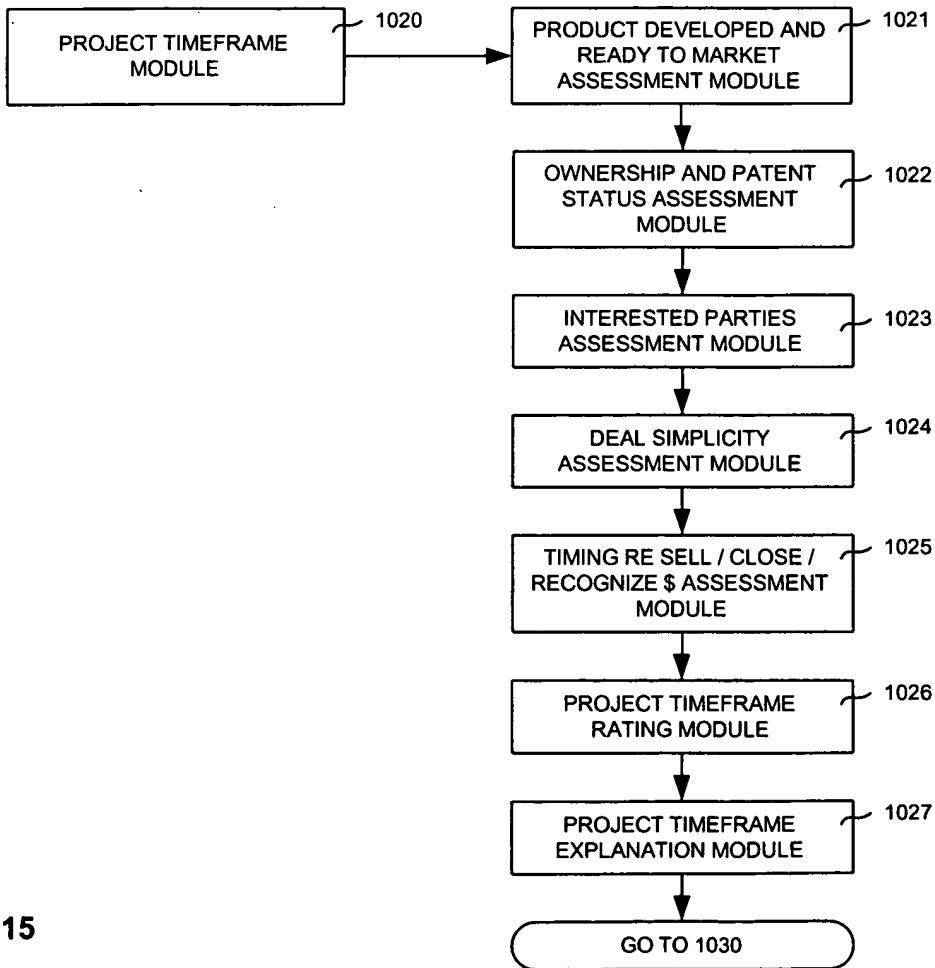 PROJECT TIMEFRAME
MODULE
1020
PRODUCT DEVELOPED AND
READY TO MARKET
ASSESSMENT MODULE
1021
OWNERSHIP AND PATENT
STATUS ASSESSMENT
MODULE
1022
INTERESTED PARTIES
ASSESSMENT MODULE
1023
DEAL SIMPLICITY
ASSESSMENT MODULE
1024
TIMING RE SELL / CLOSE /
RECOGNIZE $ ASSESSMENT
MODULE
1025
PROJECT TIMEFRAME
RATING MODULE
1026
PROJECT TIMEFRAME
EXPLANATION MODULE
1027
GO TO 1030
15